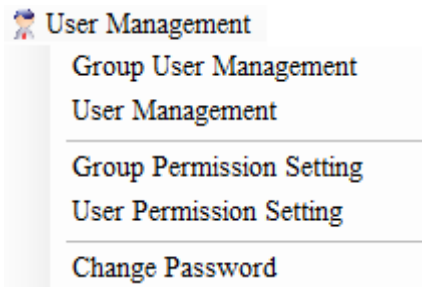 User Management
Group User Management
User Management
Group Permission Setting
User Permission Setting
Change Password